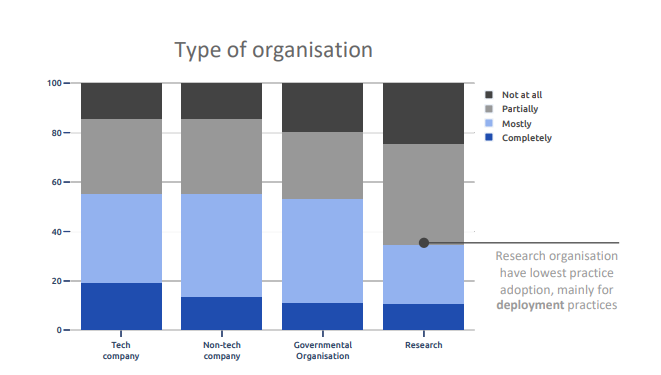 Type of organisation
100
80
60
40
20
0
Not at all
Partially
Mostly
Completely
Research organisation
have lowest practice
adoption, mainly for
deployment practices
Tech
company
Non-tech
company
Governmental
Organisation
Research